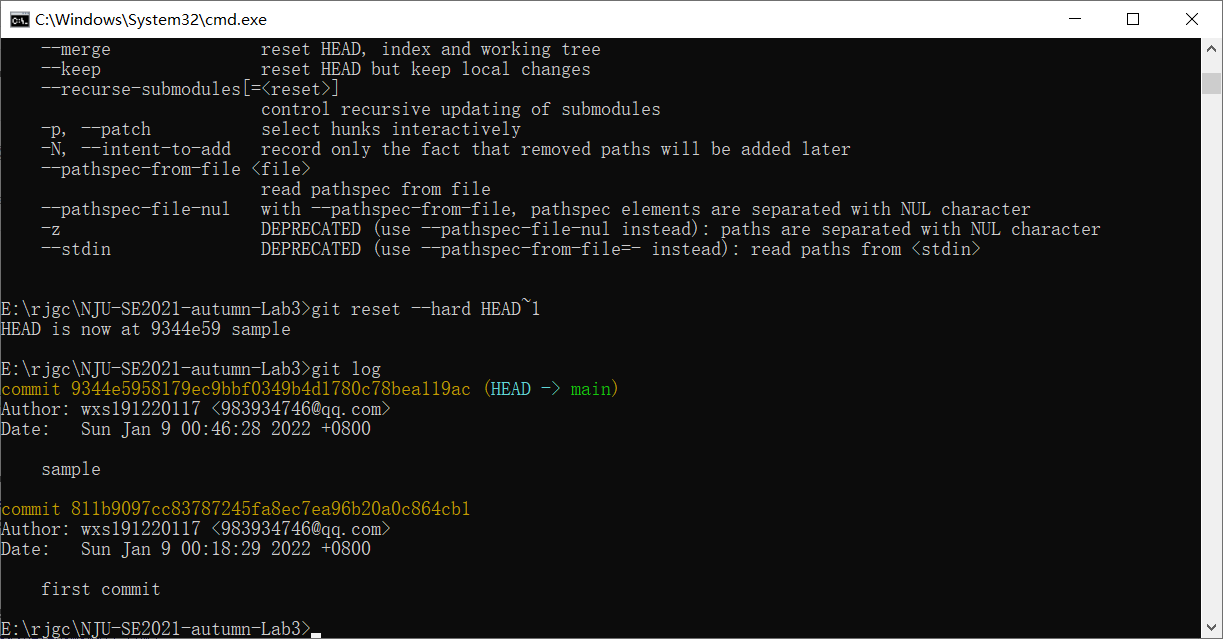 C:\Windows\System32\cmd.exe
--merge reset HEAD, index and working tree
--keep reset HEAD but keep local changes
--recurse-submodules[=<reset>]
control recursive updating of submodules
-p, --patch select hunks interactively
-N, --intent-to-add record only the fact that removed paths will be added later
--pathspec-from-file <file>
read pathspec from file
--pathspec-file-nul with --pathspec-from-file, pathspec elements are separated with NUL character
-z DEPRECATED (use --pathspec-file-nul instead): paths are separated with NUL character
--stdin DEPRECATED (use --pathspec-from-file=- instead): read paths from <stdin>
E:\rjgc\NJU-SE2021-autumn-Lab3>git reset --hard HEAD~1
HEAD is now at 9344e59 sample
E:\rjgc\NJU-SE2021-autumn-Lab3>git log
commit 9344e5958179ec9bbf0349b4d1780c78bea119ac (HEAD -> main)
Author: wxs191220117 <983934746@qq.com>
Date: Sun Jan 9 00:46:28 2022 +0800
sample
commit 811b9097cc83787245fa8ec7ea96b20a0c864cb1
Author: wxs191220117 <983934746@qq.com>
Date: Sun Jan 9 00:18:29 2022 +0800
first commit
E:\rjgc\NJU-SE2021-autumn-Lab3>